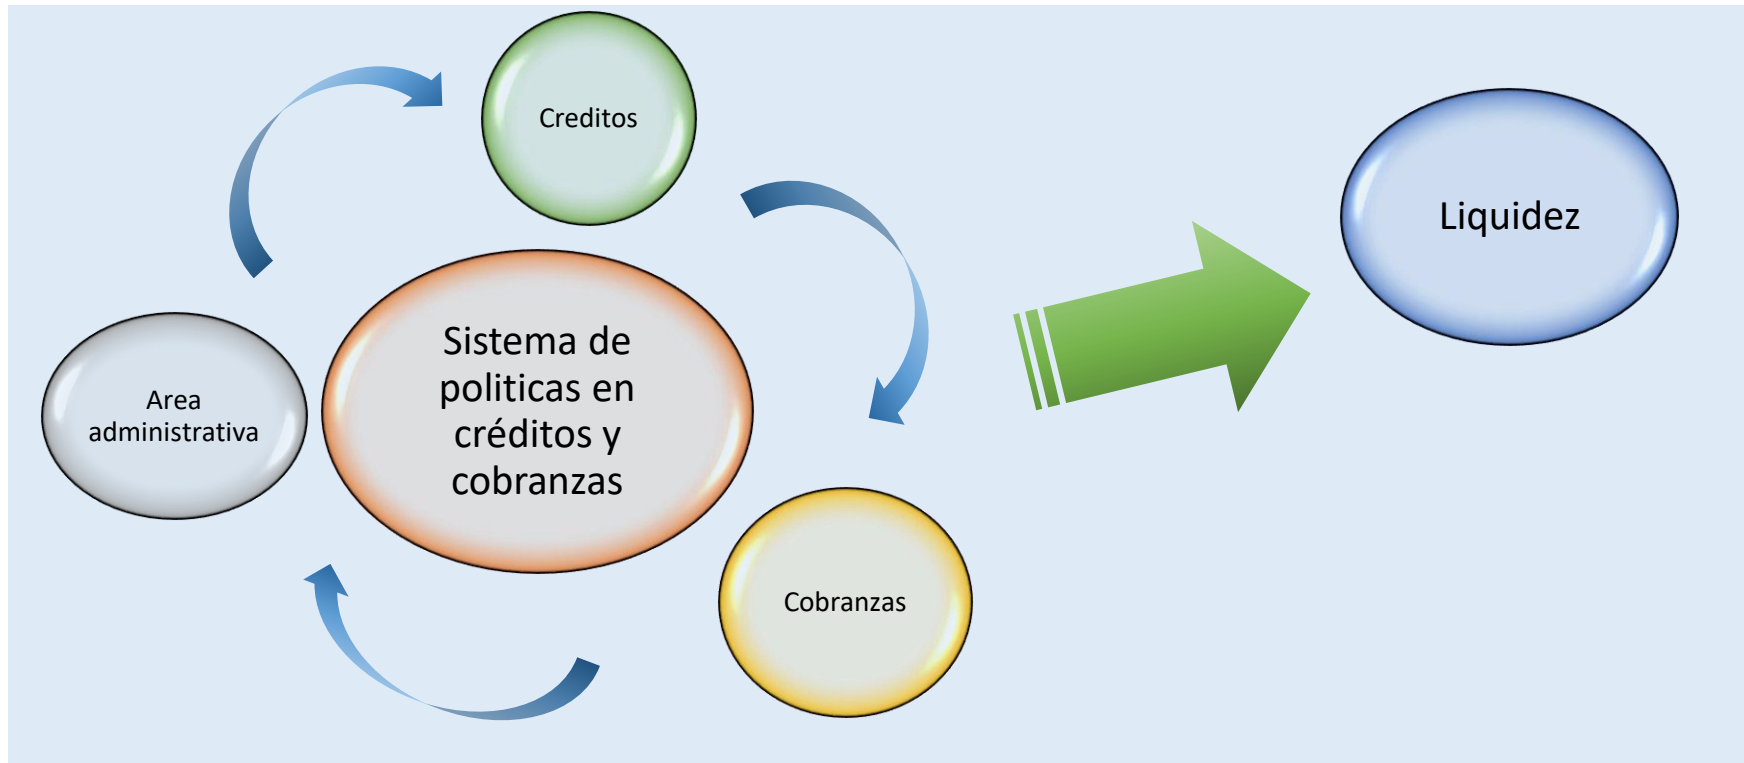 Creditos
Liquidez
Sistema de
politicas en
créditos y
cobranzas
Area
administrativa
Cobranzas